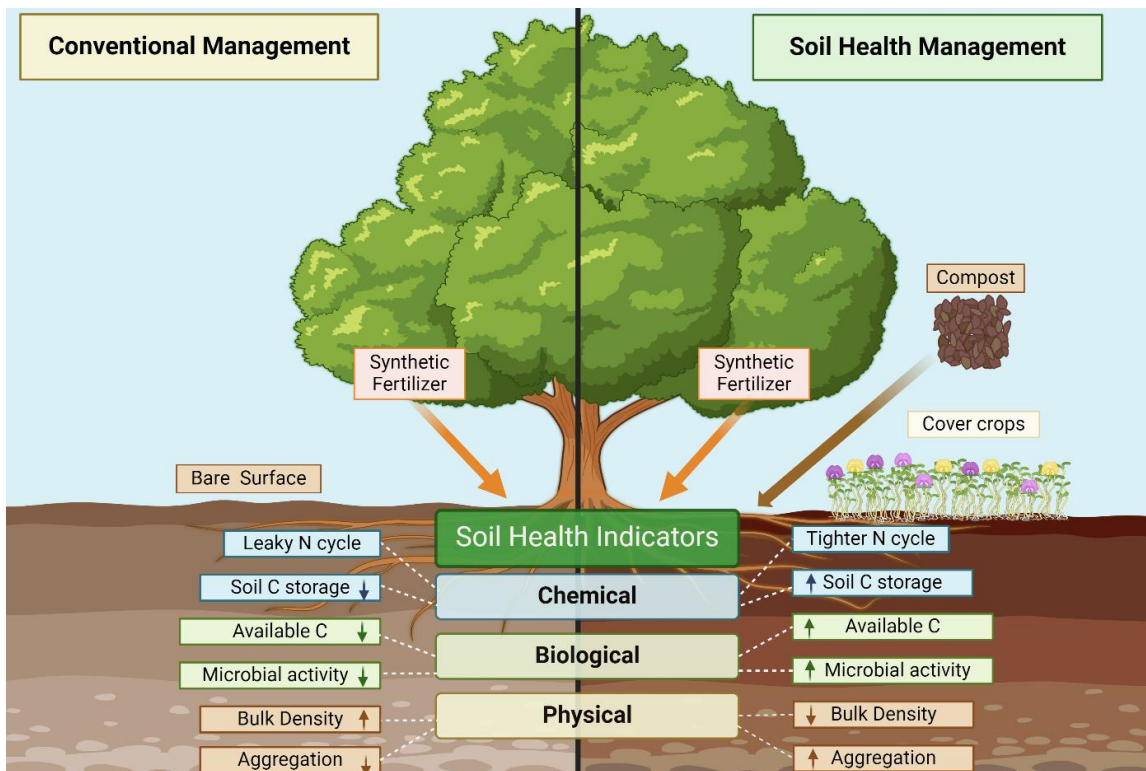 Conventional Management
Soil Health Management
Compost
Synthetic
Fertilizer
Synthetic
Fertilizer
Cover crops
Bare Surface
Soil Health Indicators
Leaky N cycle
Tighter N cycle
Soil C storage ↓
Chemical
↑ Soil C storage
Available C ↓
↑ Available C
Biological
Microbial activity ↓
↑ Microbial activity
Bulk Density ↑
Physical
↓ Bulk Density
Aggregation ↓
↑ Aggregation